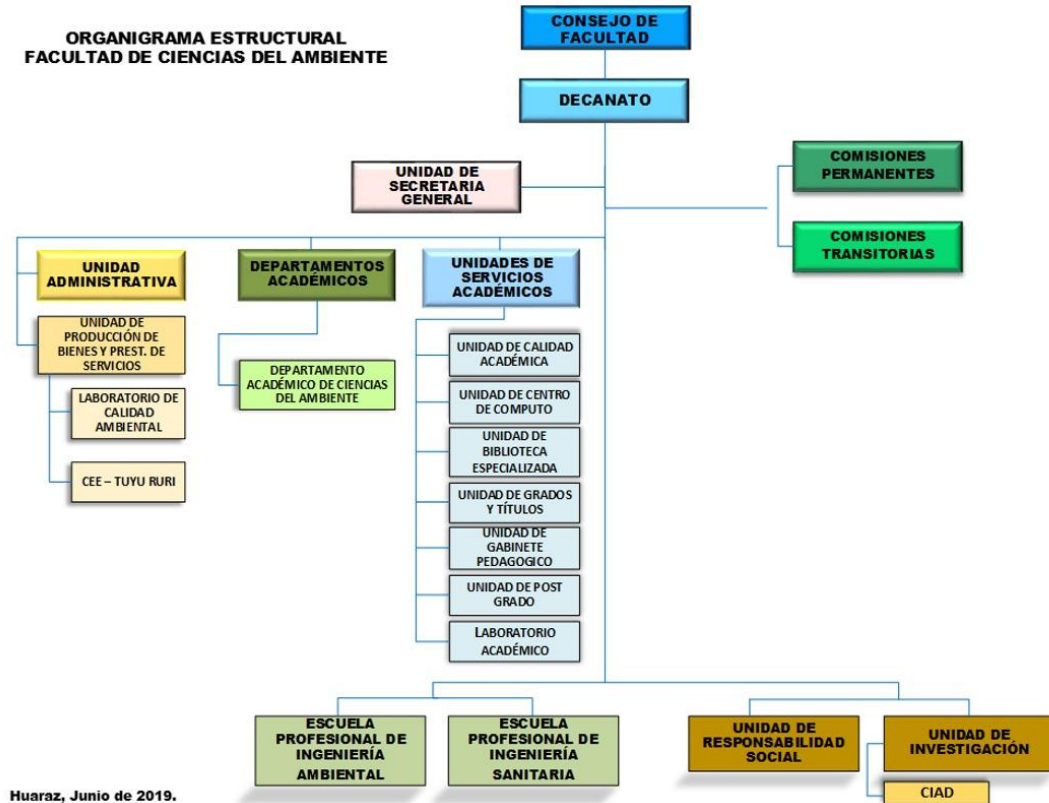 ORGANIGRAMA ESTRUCTURAL
FACULTAD DE CIENCIAS DEL AMBIENTE
CONSEJO DE
FACULTAD
DECANATO
UNIDAD DE
SECRETARIA
GENERAL
COMISIONES
PERMANENTES
COMISIONES
TRANSITORIAS
UNIDAD
ADMINISTRATIVA
UNIDAD DE
PRODUCCIÓN DE
BIENES Y PREST. DE
SERVICIOS
LABORATORIO DE
CALIDAD
AMBIENTAL
CEE – TUYU RURI
DEPARTAMENTOS
ACADÉMICOS
DEPARTAMENTO
ACADÉMICO DE CIENCIAS
DEL AMBIENTE
UNIDADES DE
SERVICIOS
ACADÉMICOS
UNIDAD DE CALIDAD
ACADÉMICA
UNIDAD DE CENTRO
DE COMPUTO
UNIDAD DE
BIBLIOTECA
ESPECIALIZADA
UNIDAD DE GRADOS
Y TÍTULOS
UNIDAD DE
GABINETE
PEDAGOGICO
UNIDAD DE POST
GRADO
LABORATORIO
ACADÉMICO
ESCUELA
PROFESIONAL DE
INGENIERÍA
AMBIENTAL
ESCUELA
PROFESIONAL DE
INGENIERÍA
SANITARIA
UNIDAD DE
RESPONSABILIDAD
SOCIAL
UNIDAD DE
INVESTIGACIÓN
CIAD
Huaraz, Junio de 2019.